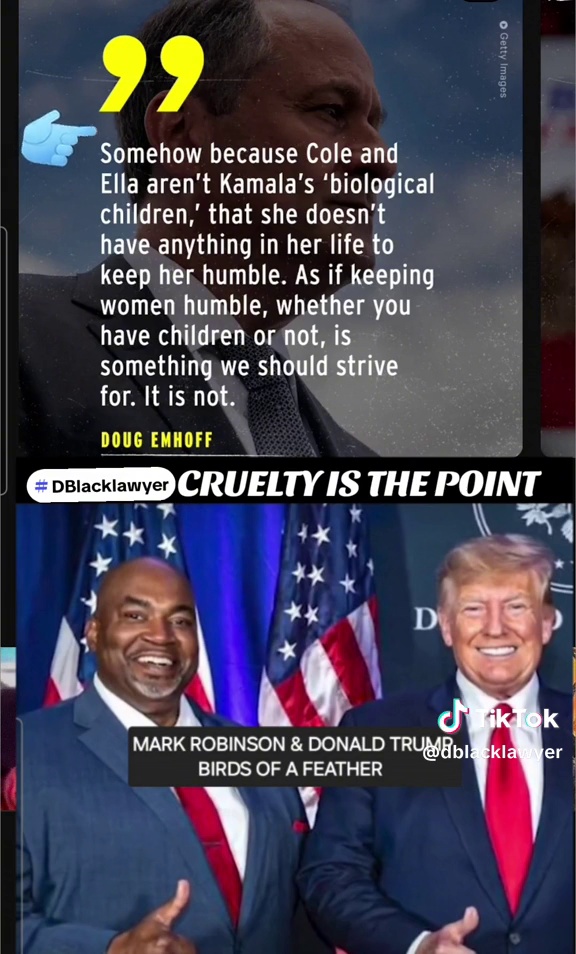 Getty Images
Somehow because Cole and
Ella aren't Kamala's 'biological
children,' that she doesn't
have anything in her life to
keep her humble. As if keeping
women humble, whether you
have children or not, is
something we should strive
for. It is not.
DOUG EMHOFF
# DBlacklawyer CRUELTY IS THE POINT
D
D
MARK ROBINSON & DONALD TRUMP
BIRDS OF A FEATHER
TikTok
@dblacklawyer